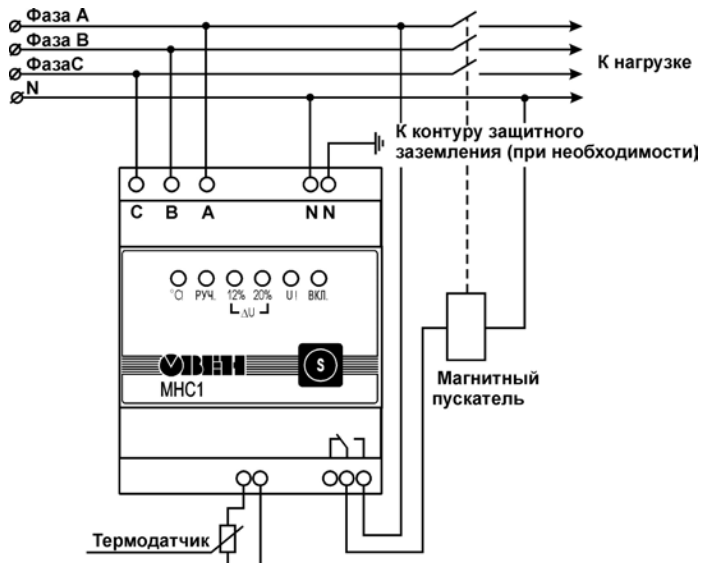 Фаза А
Фаза В
ФазаС
N
К нагрузке
К контуру защитного
заземления (при необходимости)
C B A N N
°C! РУЧ. 12% 20% U! ВКЛ.
ΔU
ОВЕН S
МНС1
Магнитный
пускатель
Термодатчик